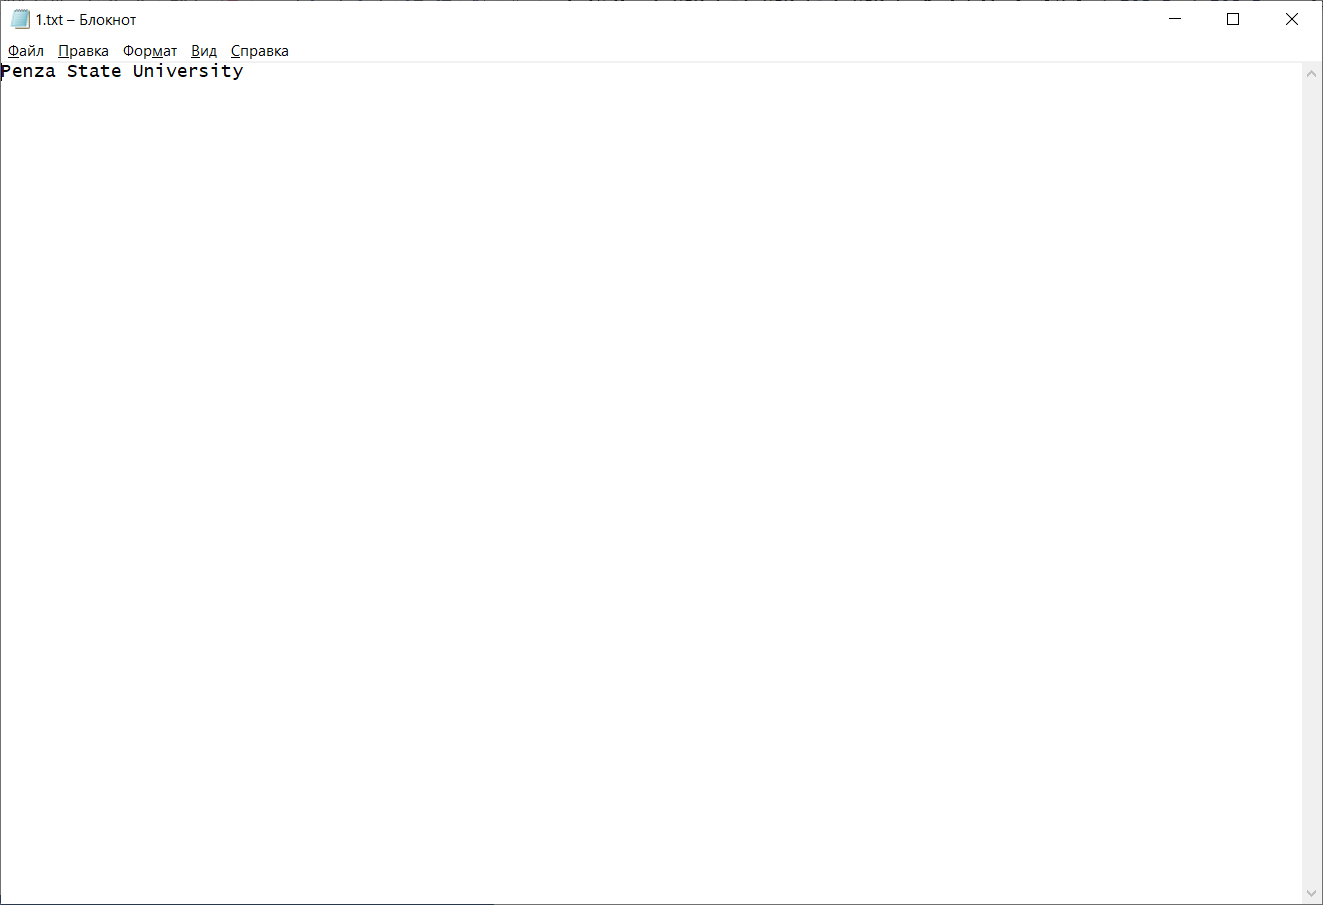 1.txt – Блокнот
Файл Правка Формат Вид Справка
Penza State University